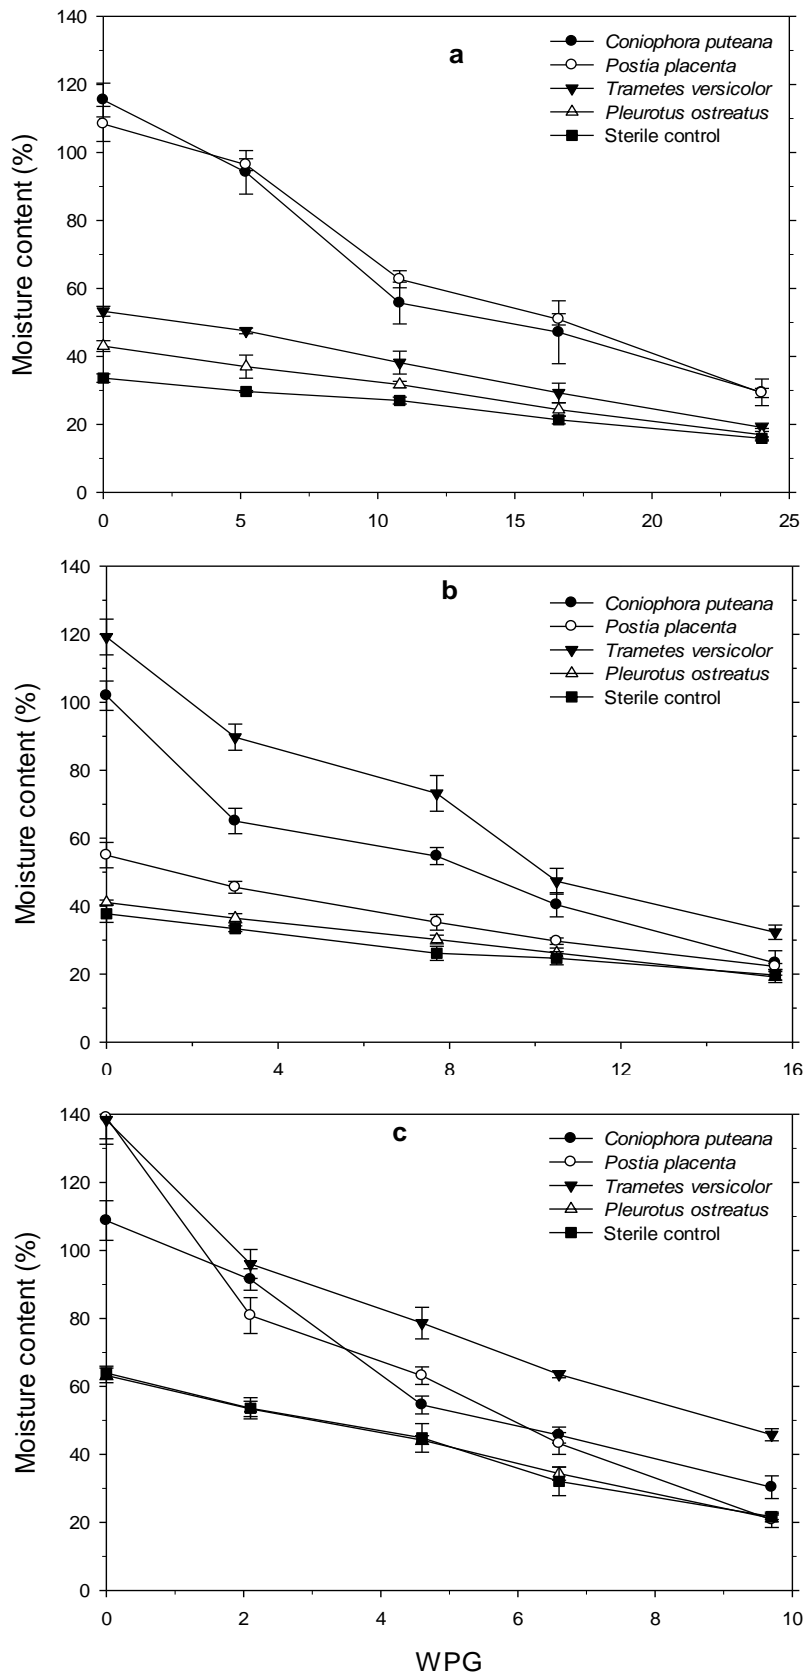 a
Coniophora puteana
Postia placenta
Trametes versicolor
Pleurotus ostreatus
Sterile control
Moisture content (%)
140
120
100
80
60
40
20
0
0 5 10 15 20 25
b
Coniophora puteana
Postia placenta
Trametes versicolor
Pleurotus ostreatus
Sterile control
Moisture content (%)
140
120
100
80
60
40
20
0
0 4 8 12 16
c
Coniophora puteana
Postia placenta
Trametes versicolor
Pleurotus ostreatus
Sterile control
Moisture content (%)
140
120
100
80
60
40
20
0
0 2 4 6 8 10
WPG